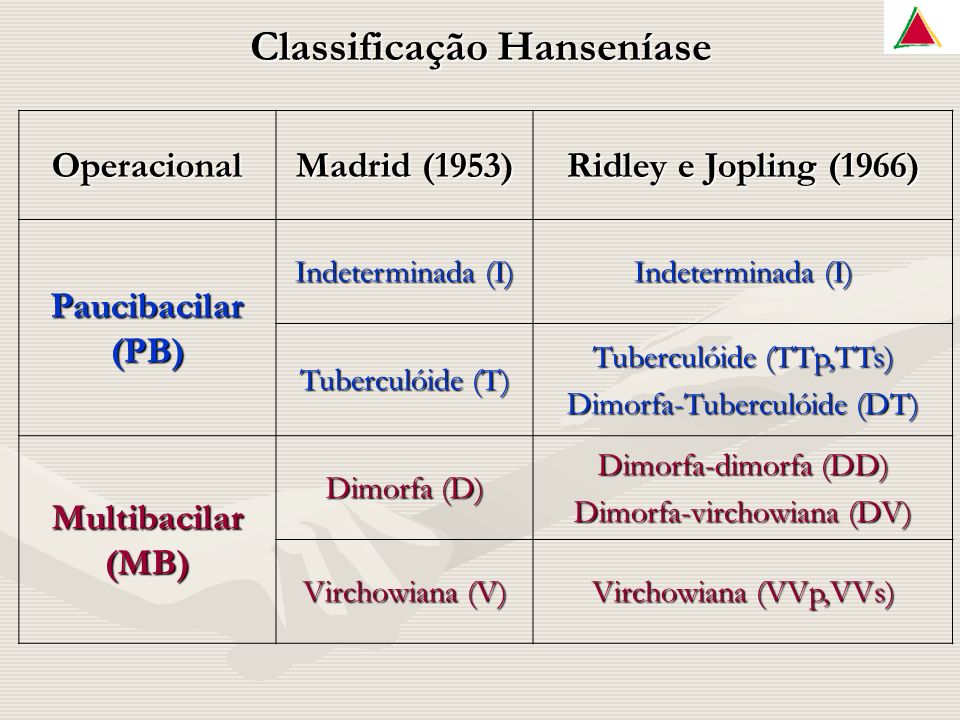 Classificação Hanseníase
Operacional
Madrid (1953)
Ridley e Jopling (1966)
Paucibacilar
(PB)
Indeterminada (I)
Indeterminada (I)
Tuberculóide (T)
Tuberculóide (TTp,TTs)
Dimorfa-Tuberculóide (DT)
Multibacilar
(MB)
Dimorfa (D)
Dimorfa-dimorfa (DD)
Dimorfa-virchowiana (DV)
Virchowiana (V)
Virchowiana (VVp,VVs)